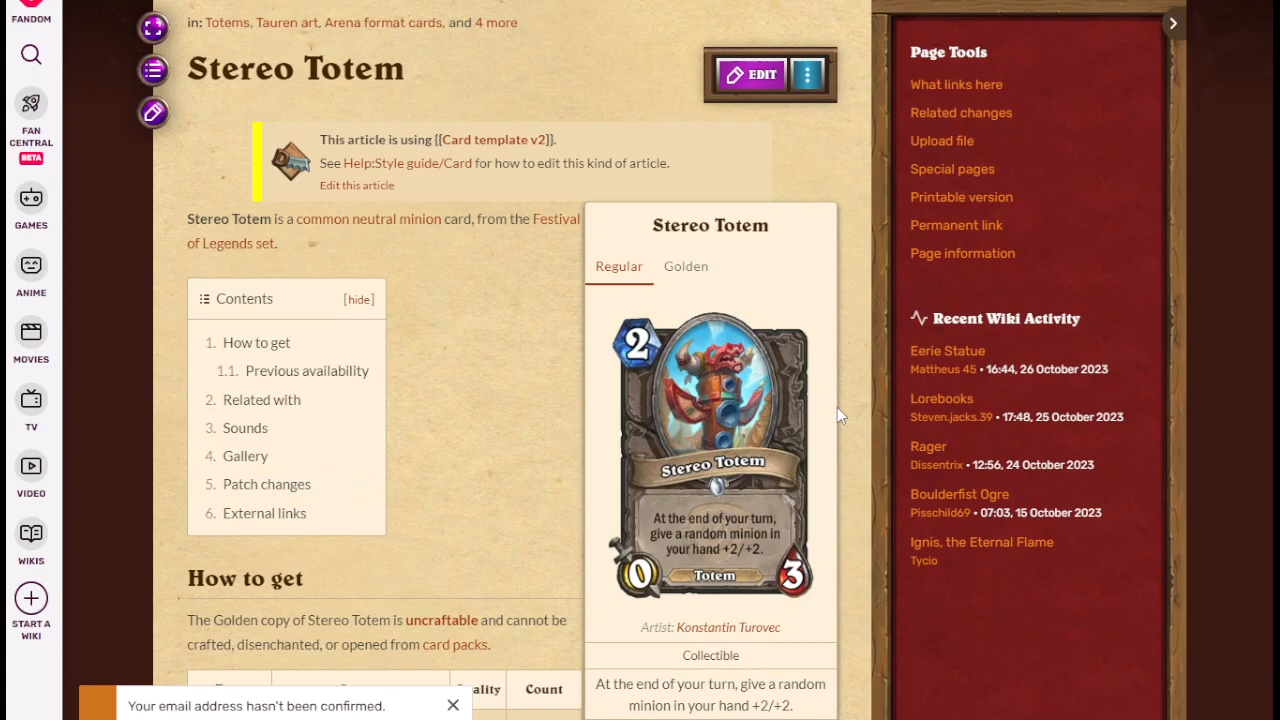 FANDOM
FAN
CENTRAL
BETA
GAMES
ANIME
MOVIES
TV
VIDEO
WIKIS
START A
WIKI
in: Totems, Tauren art, Arena format cards, and 4 more
Stereo Totem
EDIT
This article is using {{Card template v2}}.
See Help:Style guide/Card for how to edit this kind of article.
Edit this article
Stereo Totem is a common neutral minion card, from the Festival
of Legends set.
Contents [hide]
1. How to get
1.1. Previous availability
2. Related with
3. Sounds
4. Gallery
5. Patch changes
6. External links
How to get
The Golden copy of Stereo Totem is uncraftable and cannot be
crafted, disenchanted, or opened from card packs.
Count
Your email address hasn't been confirmed.
Stereo Totem
Regular Golden
2
Stereo Totem
At the end of your turn,
give a random minion in
your hand +2/+2.
0 Totem 3
Artist: Konstantin Turovec
Collectible
At the end of your turn, give a random
minion in your hand +2/+2.
Page Tools
What links here
Related changes
Upload file
Special pages
Printable version
Permanent link
Page information
Recent Wiki Activity
Eerie Statue
Mattheus 45 • 16:44, 26 October 2023
Lorebooks
Steven.jacks.39 • 17:48, 25 October 2023
Rager
Dissentrix • 12:56, 24 October 2023
Boulderfist Ogre
Pisschild69 • 07:03, 15 October 2023
Ignis, the Eternal Flame
Tycio